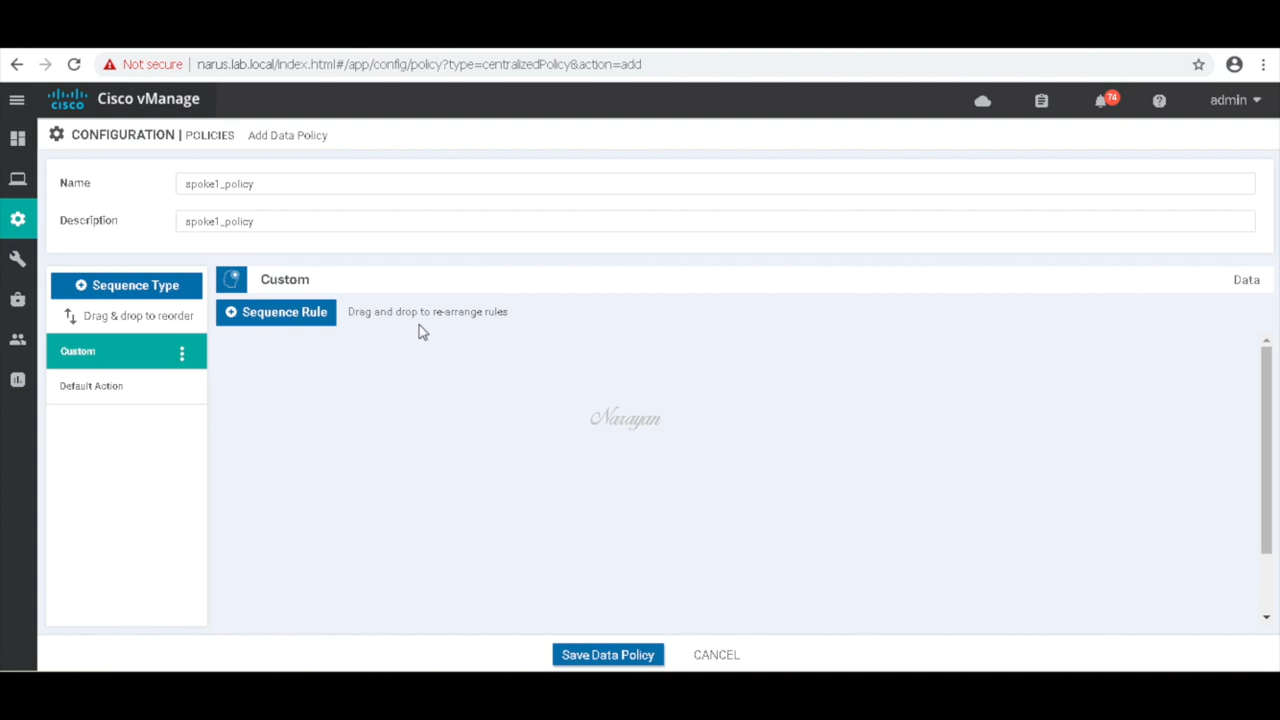 Not secure narus.lab.local/index.html#/app/config/policy?type=centralizedPolicy&action=add
CISCO Cisco vManage 74 admin
CONFIGURATION | POLICIES Add Data Policy
Name spoke1_policy
Description spoke1_policy
Sequence Type Custom Data
Drag & drop to reorder Sequence Rule Drag and drop to re-arrange rules
Custom
Default Action
Narayan
Save Data Policy CANCEL